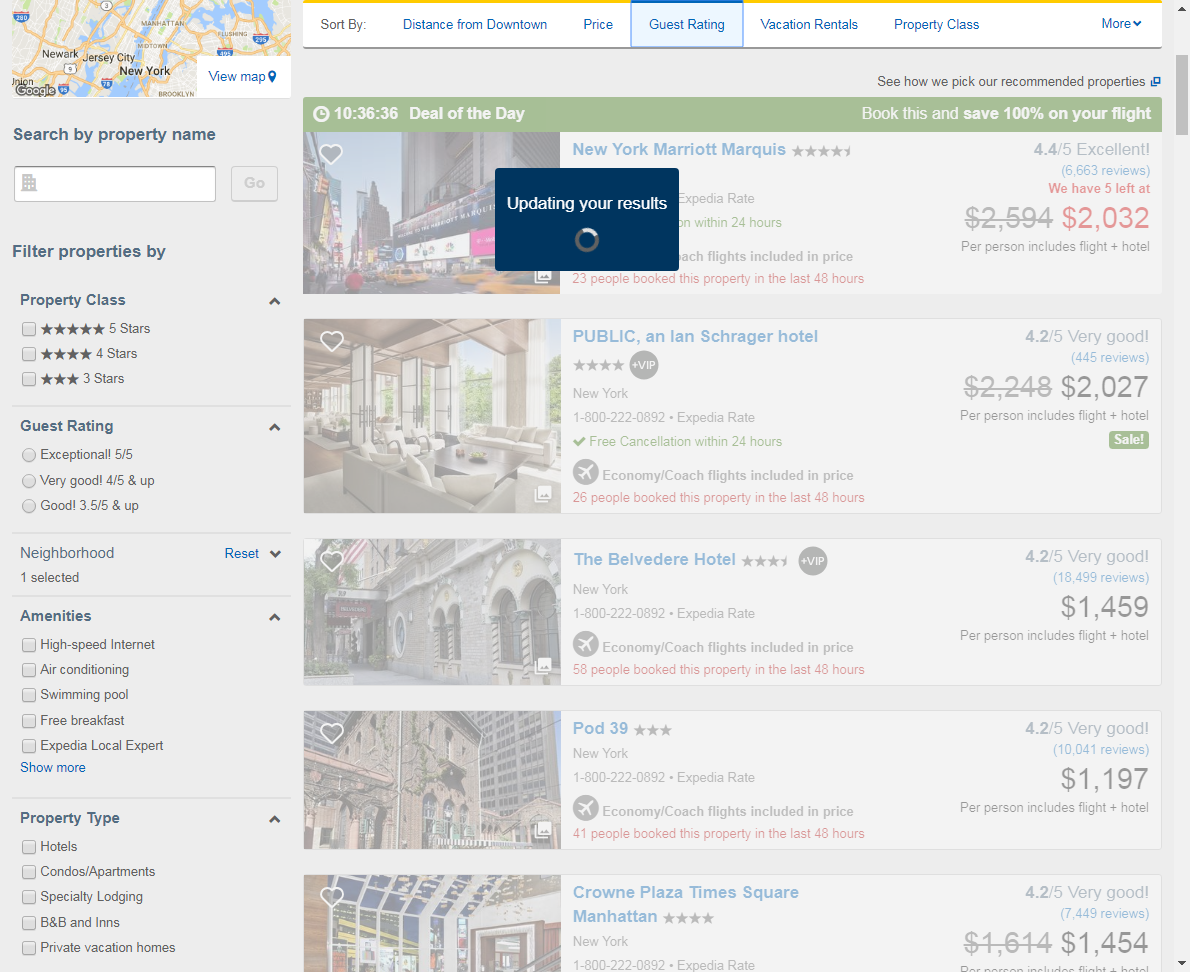 280
3
MANHATTAN
FLUSHING
295
495
MIDTOWN
Newark
Jersey City
9
New York
Union
78
95
Google
BROOKLYN
View map
Search by property name
Go
Filter properties by
Property Class
5 Stars
4 Stars
3 Stars
Guest Rating
Exceptional! 5/5
Very good! 4/5 & up
Good! 3.5/5 & up
Neighborhood Reset
1 selected
Amenities
High-speed Internet
Air conditioning
Swimming pool
Free breakfast
Expedia Local Expert
Show more
Property Type
Hotels
Condos/Apartments
Specialty Lodging
B&B and Inns
Private vacation homes
Sort By: Distance from Downtown Price Guest Rating Vacation Rentals Property Class More
See how we pick our recommended properties
10:36:36 Deal of the Day Book this and save 100% on your flight
New York Marriott Marquis
4.4/5 Excellent!
(6,663 reviews)
We have 5 left at
$2,594 $2,032
Per person includes flight + hotel
Updating your results
Expedia Rate
within 24 hours
flights included in price
23 people booked this property in the last 48 hours
PUBLIC, an Ian Schrager hotel
+VIP
New York
1-800-222-0892 • Expedia Rate
Free Cancellation within 24 hours
Economy/Coach flights included in price
26 people booked this property in the last 48 hours
4.2/5 Very good!
(445 reviews)
$2,248 $2,027
Per person includes flight + hotel
Sale!
The Belvedere Hotel
+VIP
New York
1-800-222-0892 • Expedia Rate
Economy/Coach flights included in price
58 people booked this property in the last 48 hours
4.2/5 Very good!
(18,499 reviews)
$1,459
Per person includes flight + hotel
Pod 39
New York
1-800-222-0892 • Expedia Rate
Economy/Coach flights included in price
41 people booked this property in the last 48 hours
4.2/5 Very good!
(10,041 reviews)
$1,197
Per person includes flight + hotel
Crowne Plaza Times Square
Manhattan
New York
1-800-222-0892 • Expedia Rate
4.2/5 Very good!
(7,449 reviews)
$1,614 $1,454
Per person includes flight + hotel